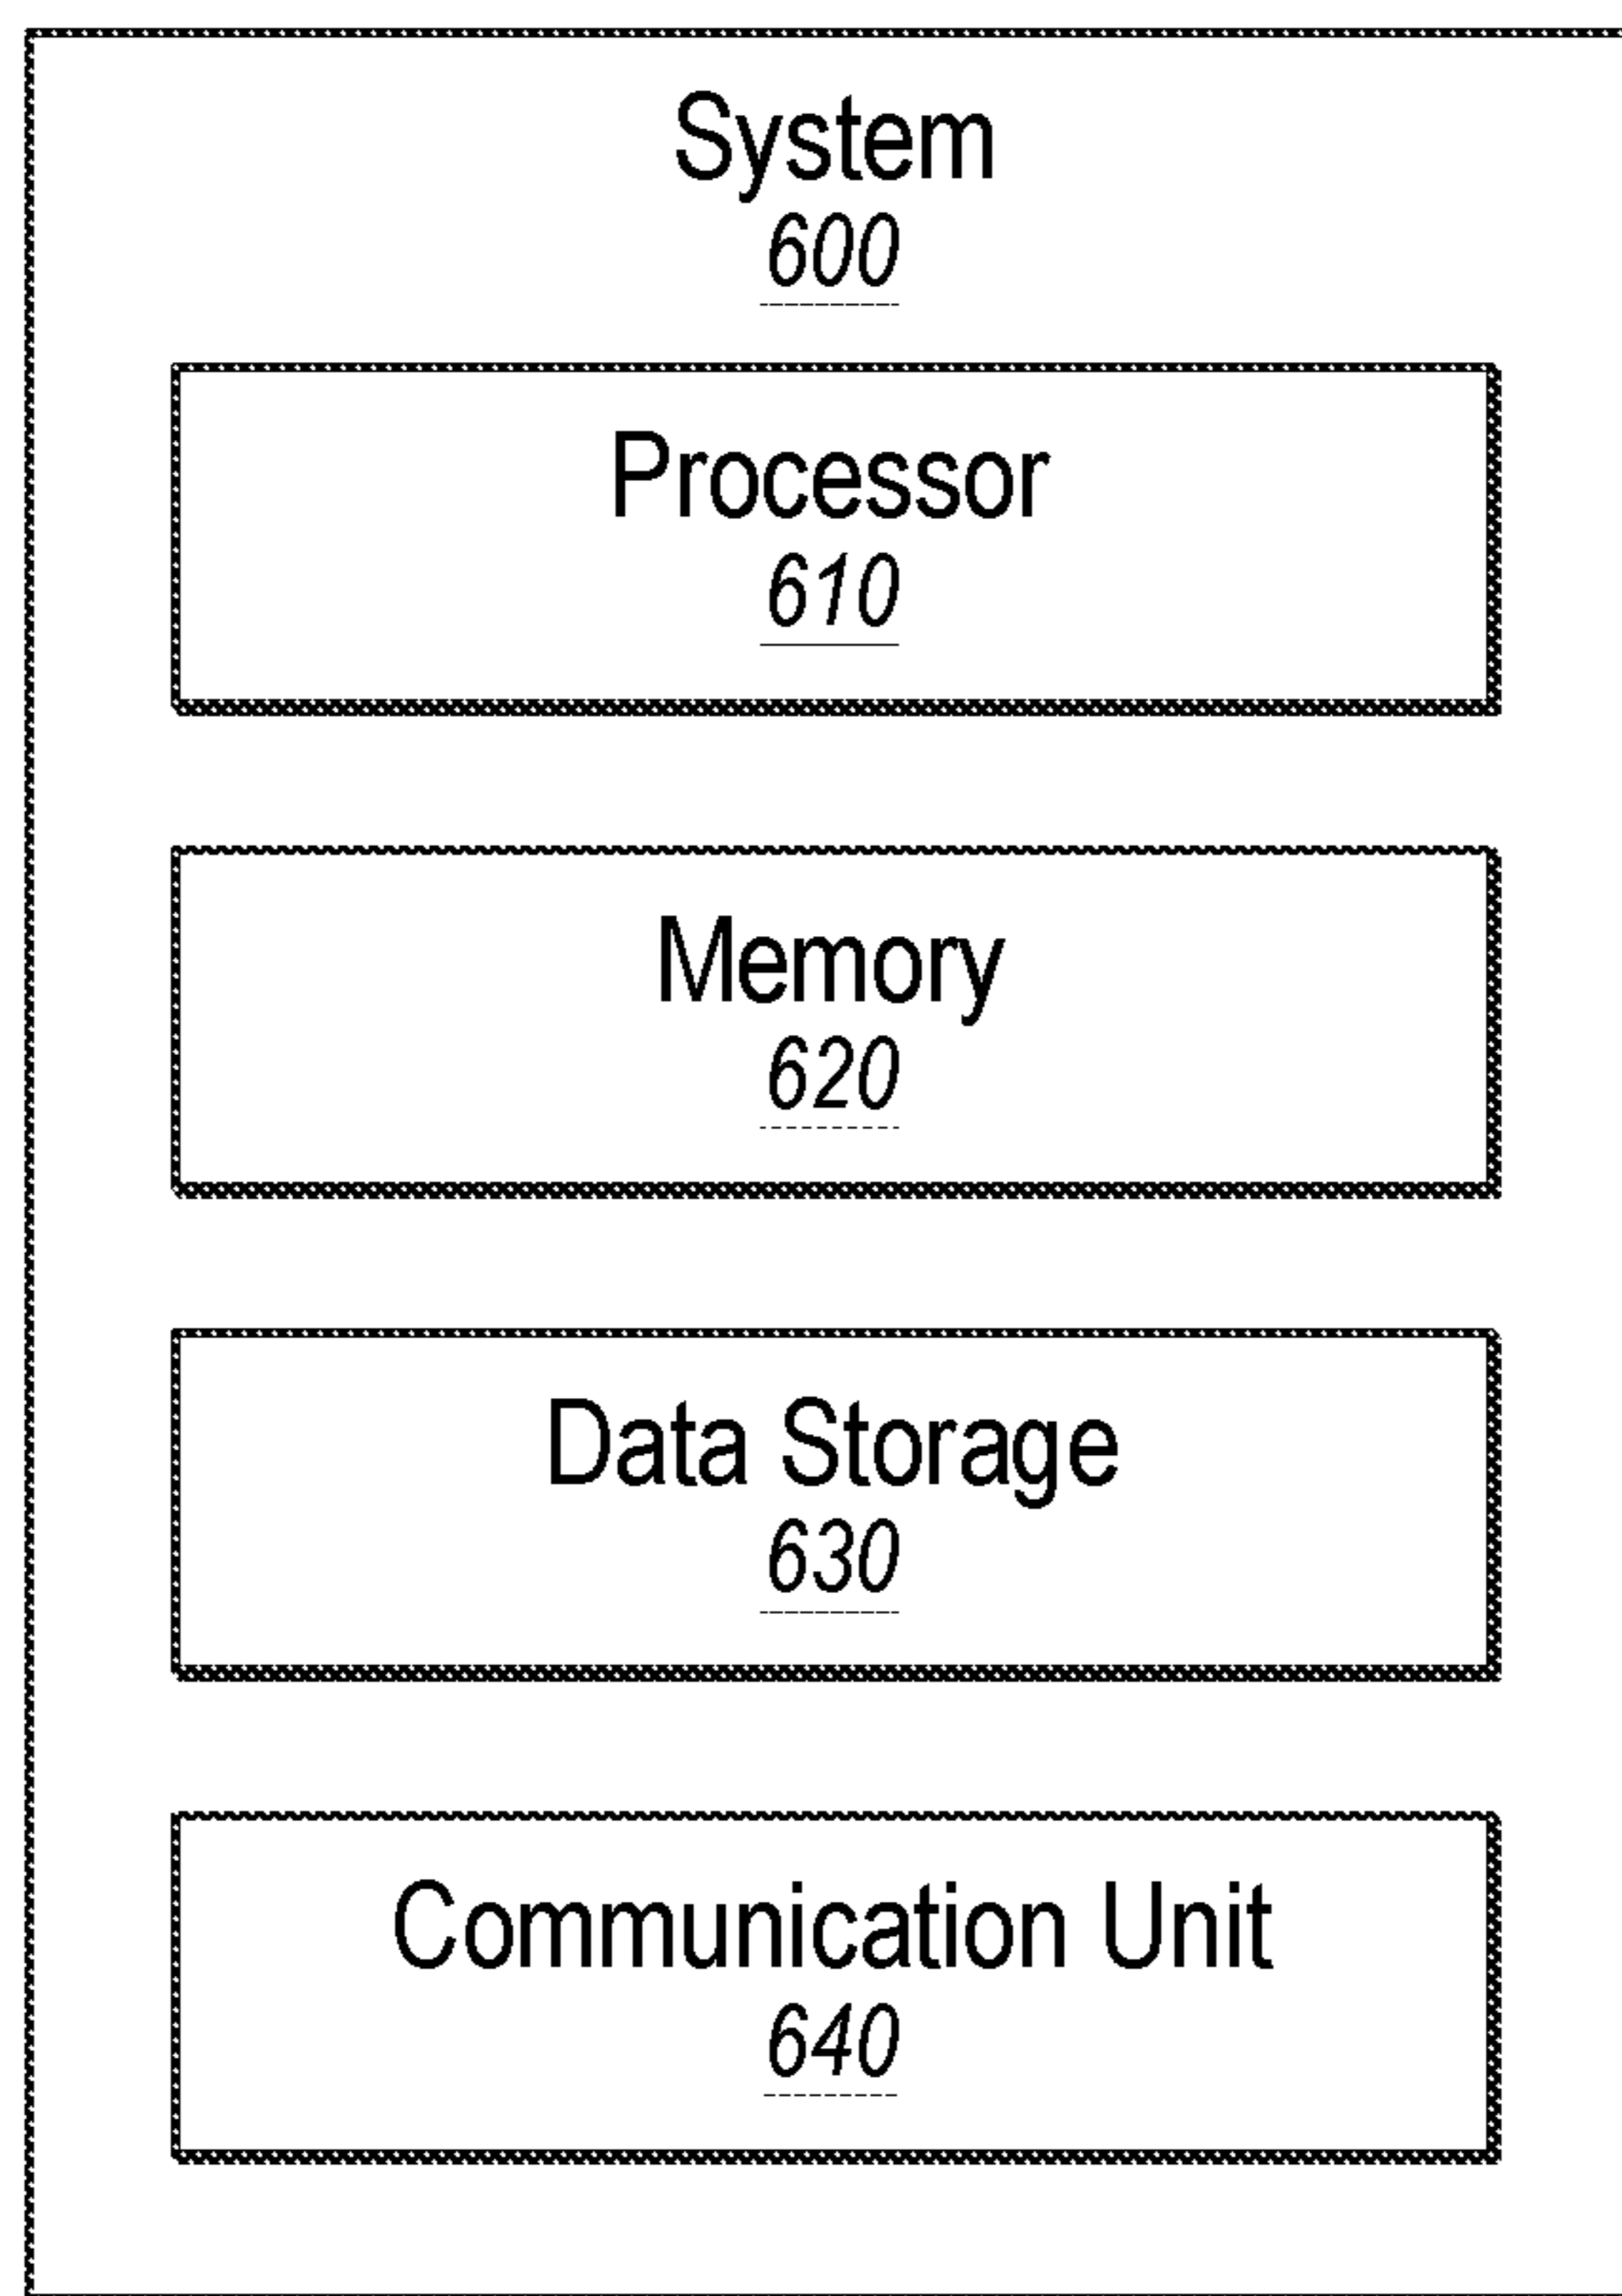 System
600
Processor
610
Memory
620
Data Storage
630
Communication Unit
640